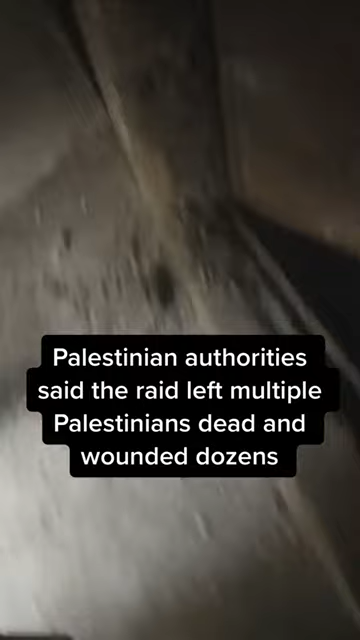 Palestinian authorities
said the raid left multiple
Palestinians dead and
wounded dozens